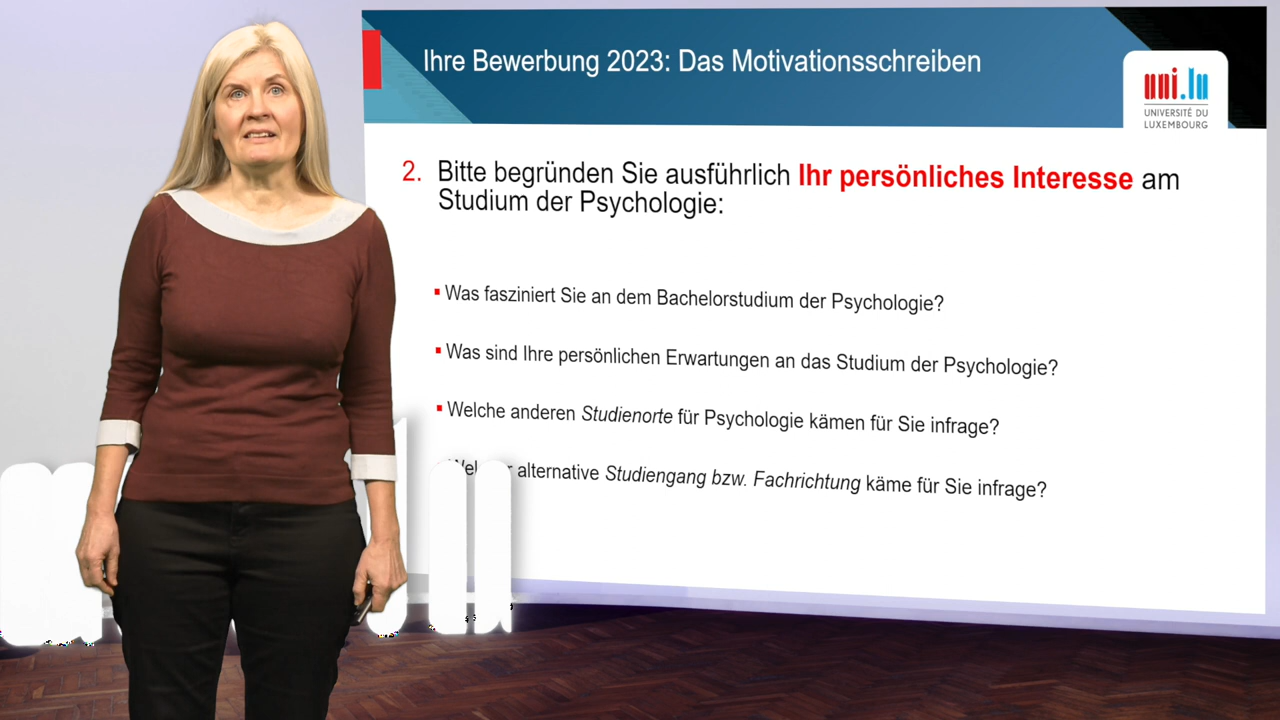 Ihre Bewerbung 2023: Das Motivationsschreiben
uni.lu
UNIVERSITÉ DU
LUXEMBOURG
2. Bitte begründen Sie ausführlich Ihr persönliches Interesse am
Studium der Psychologie:
Was fasziniert Sie an dem Bachelorstudium der Psychologie?
Was sind Ihre persönlichen Erwartungen an das Studium der Psychologie?
Welche anderen Studienorte für Psychologie kämen für Sie infrage?
alternative Studiengang bzw. Fachrichtung käme für Sie infrage?